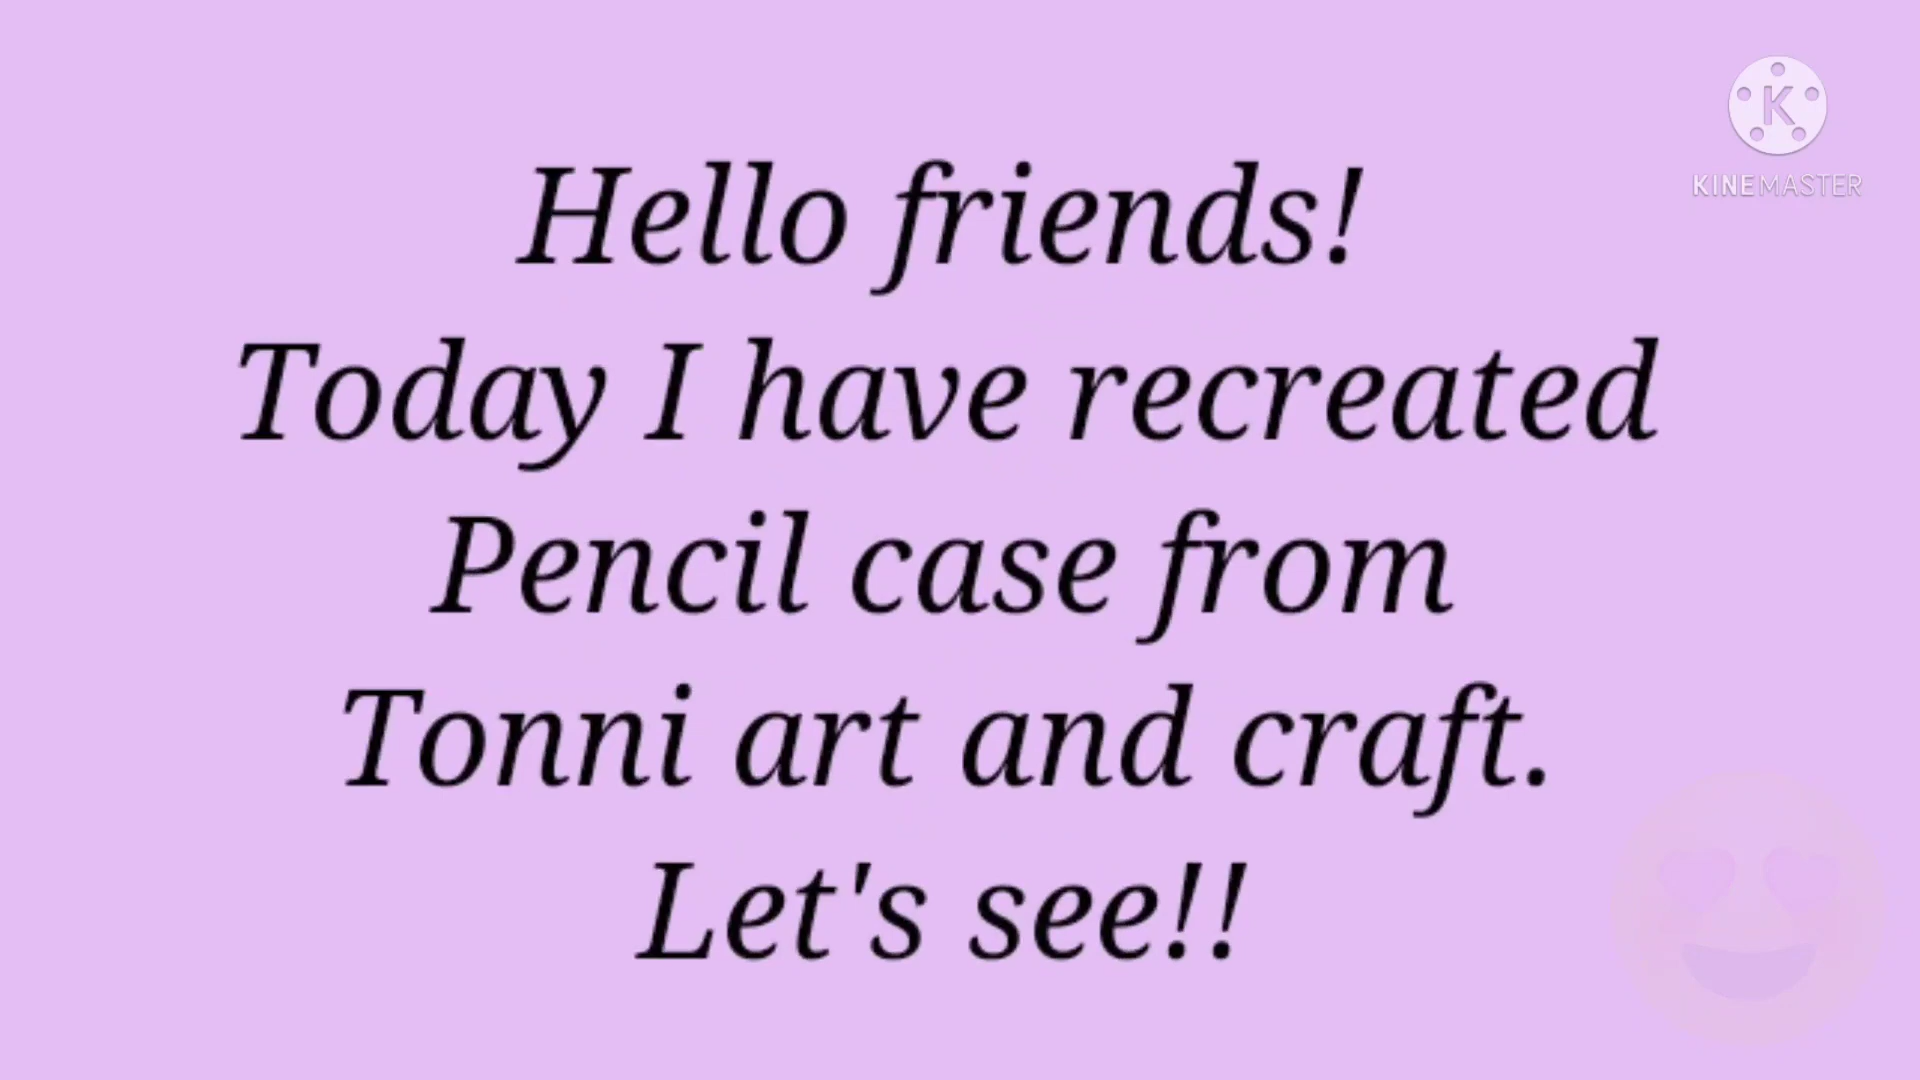 K
KINEMASTER
Hello friends!
Today I have recreated
Pencil case from
Tonni art and craft.
Let's see!!